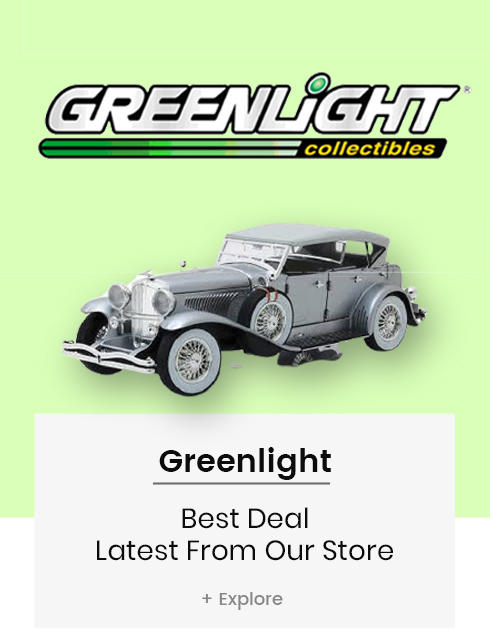 GREENLiGHT®
collectibles
Greenlight
Best Deal
Latest From Our Store
+ Explore